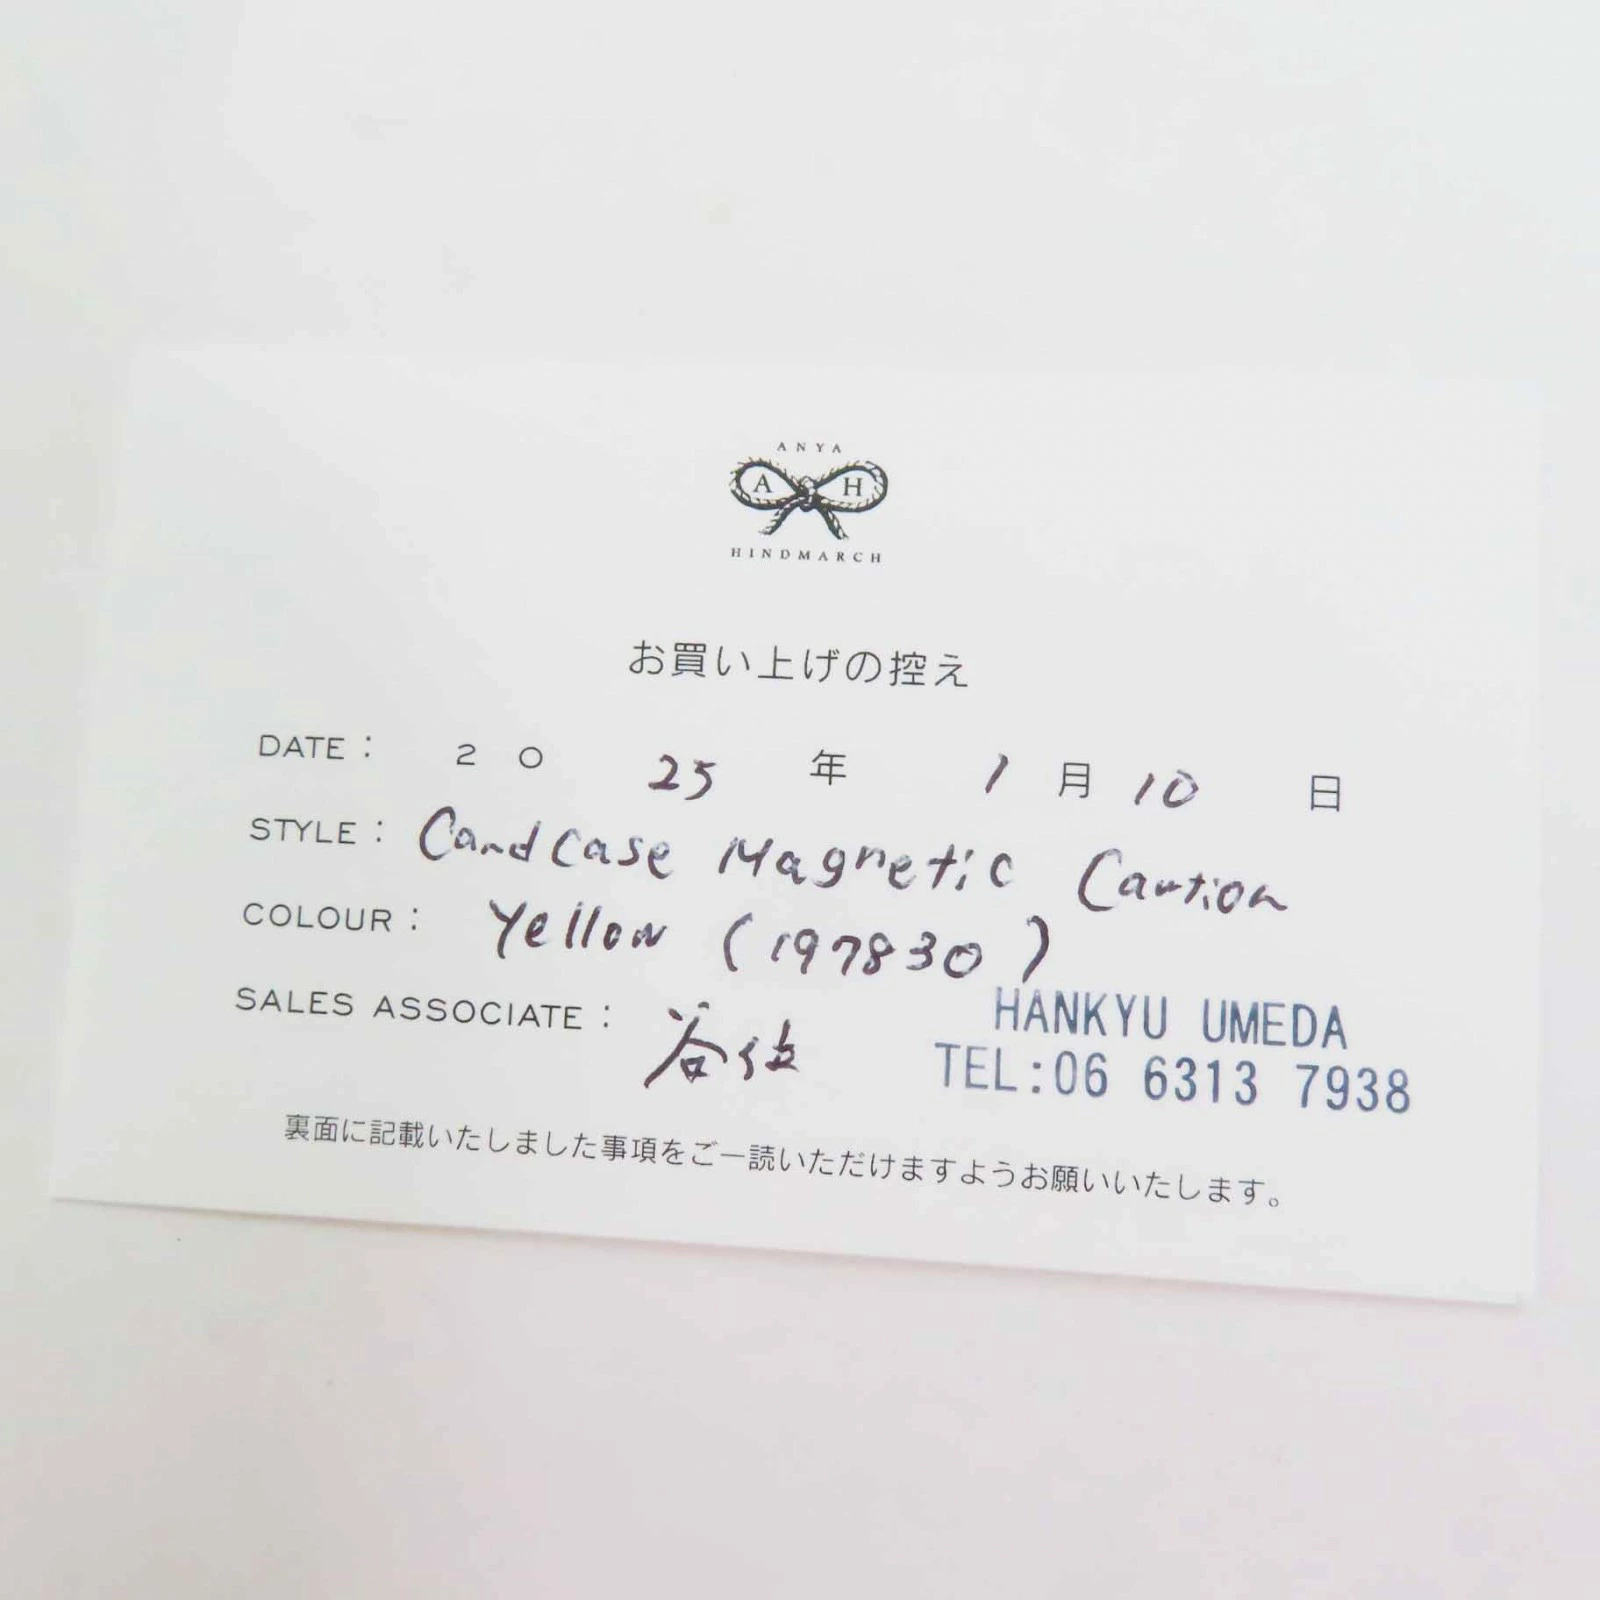 ANYA
A H
HINDMARCH
お買い上げの控え
DATE： 20 25 年 1 月 10 日
STYLE： Card Case Magnetic Caution
COLOUR： Yellow (197830)
SALES ASSOCIATE： 谷
HANKYU UMEDA
TEL:06 6313 7938
裏面に記載いたしました事項をご一読いただけますようお願いいたします。